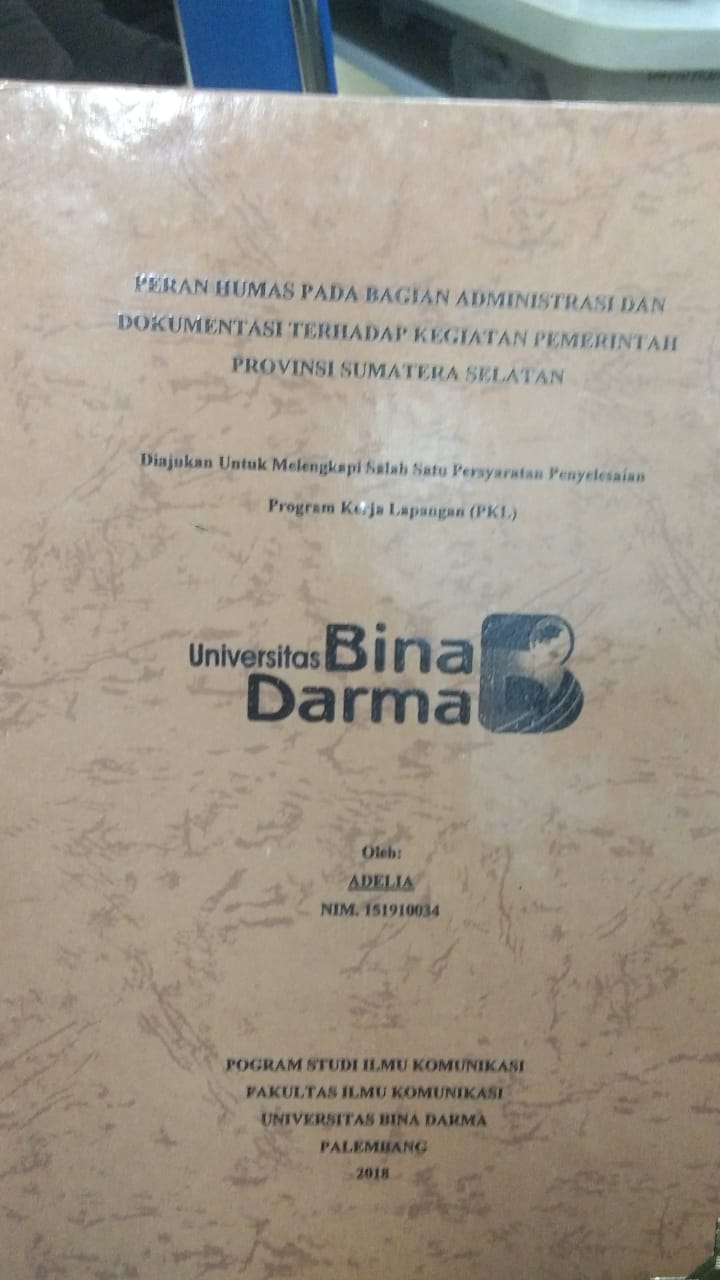 PERAN HUMAS PADA BAGIAN ADMINISTRASI DAN
DOKUMENTASI TERHADAP KEGIATAN PEMERINTAH
PROVINSI SUMATERA SELATAN
Diajukan Untuk Melengkapi Salah Satu Persyaratan Penyelesaian
Program Kerja Lapangan (PKL)
Universitas Bina
Darma
Oleh:
ADELIA
NIM. 151910034
POGRAM STUDI ILMU KOMUNIKASI
FAKULTAS ILMU KOMUNIKASI
UNIVERSITAS BINA DARMA
PALEMBANG
2018